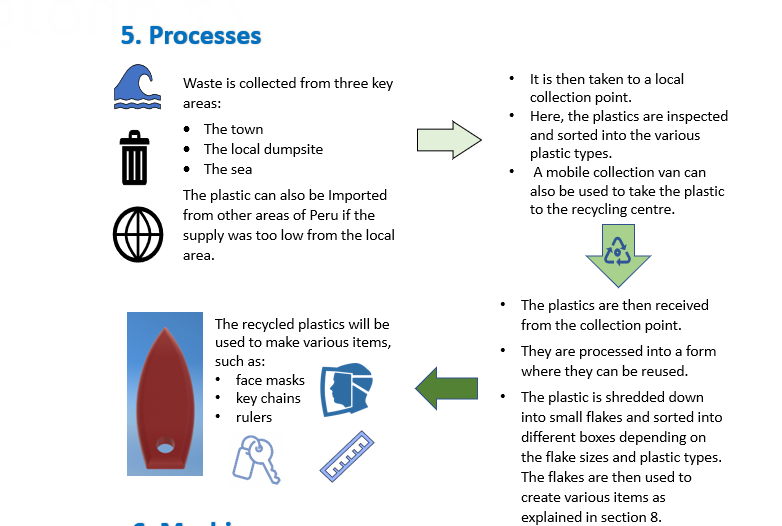 5. Processes
Waste is collected from three key
areas:
• The town
• The local dumpsite
• The sea
The plastic can also be Imported
from other areas of Peru if the
supply was too low from the local
area.
• It is then taken to a local
collection point.
• Here, the plastics are inspected
and sorted into the various
plastic types.
• A mobile collection van can
also be used to take the plastic
to the recycling centre.
• The plastics are then received
from the collection point.
• They are processed into a form
where they can be reused.
• The plastic is shredded down
into small flakes and sorted into
different boxes depending on
the flake sizes and plastic types.
The flakes are then used to
create various items as
explained in section 8.
The recycled plastics will be
used to make various items,
such as:
• face masks
• key chains
• rulers